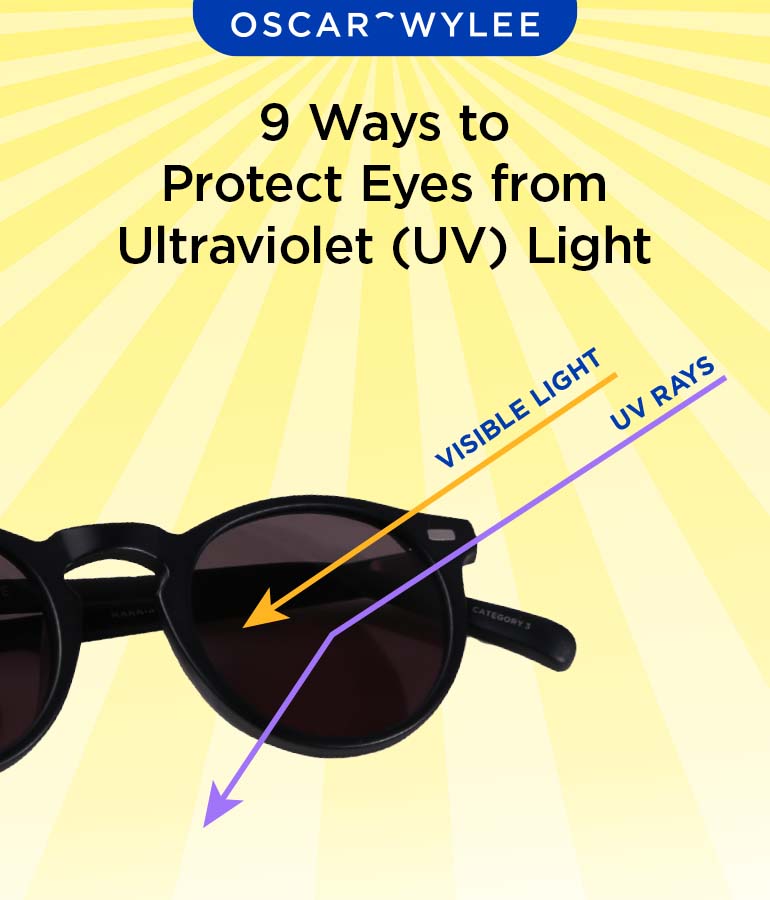 OSCAR WYLEE
9 Ways to
Protect Eyes from
Ultraviolet (UV) Light
VISIBLE LIGHT
UV RAYS
CATEGORY 3